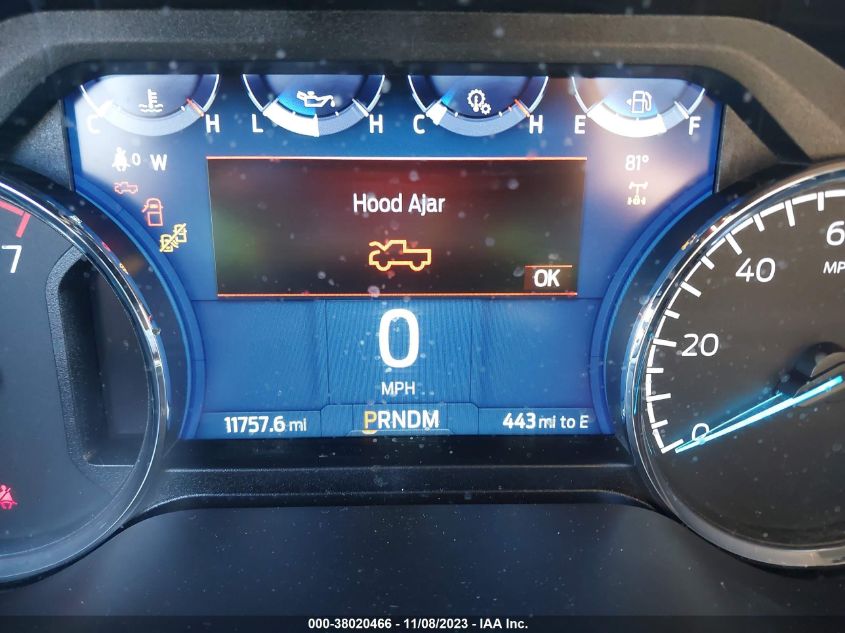 C H L H C H E F
0 W
81°
Hood Ajar
OK
7
6
40
MP
20
0
0
MPH
11757.6 mi
PRNDM
443 mi to E
000-38020466 - 11/08/2023 - IAA Inc.